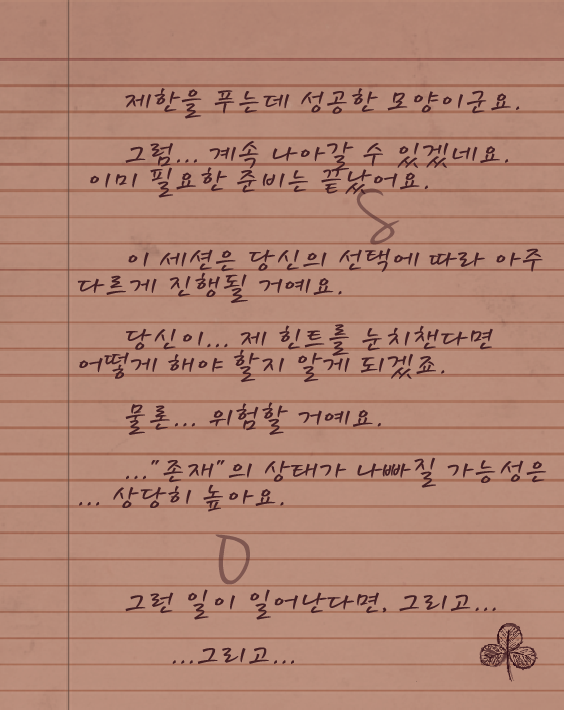 제한을 푸는데 성공한 모양이군요.
그럼... 계속 나아갈 수 있겠네요.
이미 필요한 준비는 끝났어요.
S
이 세션은 당신의 선택에 따라 아주
다르게 진행될 거예요.
당신이... 제 힌트를 눈치챈다면
어떻게 해야 할지 알게 되겠죠.
물론... 위험할 거예요.
..."존재"의 상태가 나빠질 가능성은
... 상당히 높아요.
D
그런 일이 일어난다면, 그리고...
...그리고...